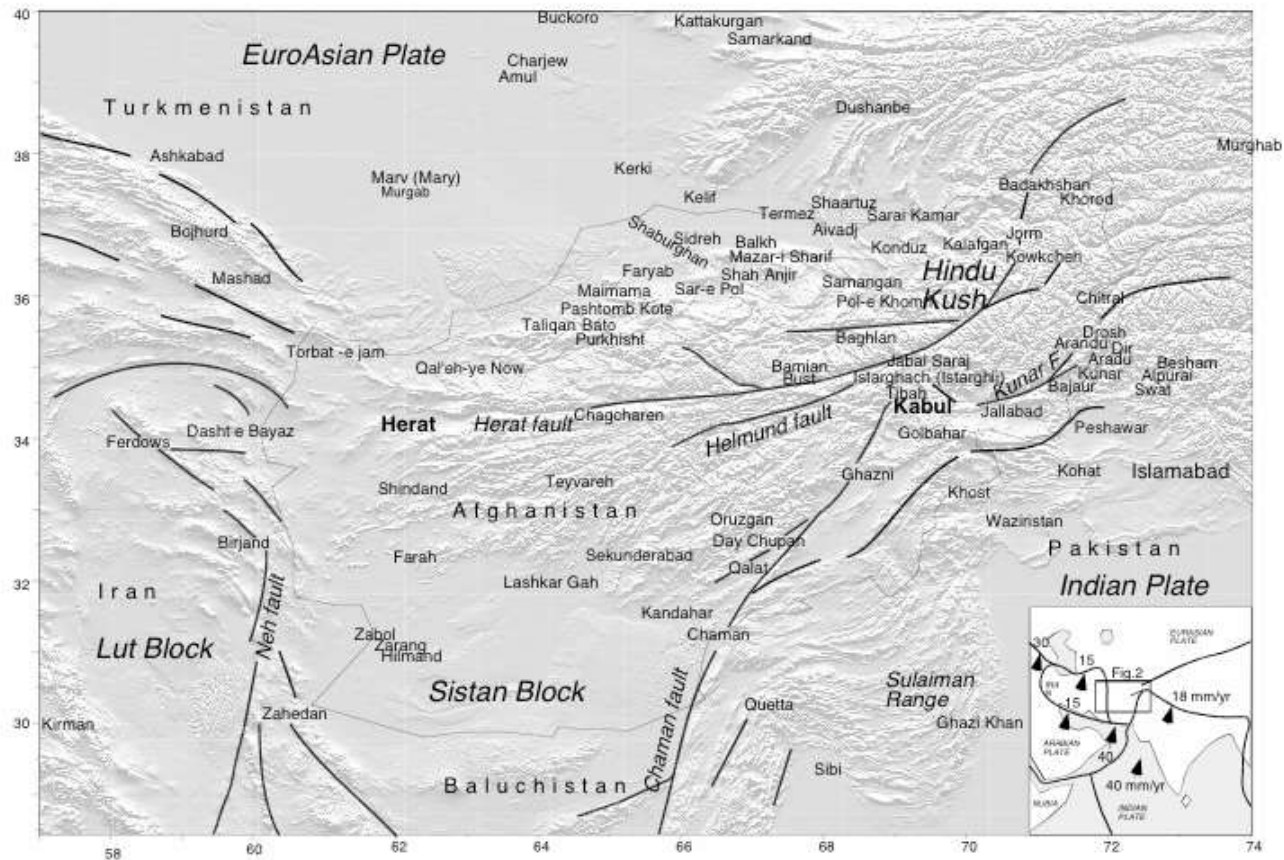 40
Buckoro
Kattakurgan
Samarkand
EuroAsian Plate
Charjew
Amul
Turkmenistan
Dushanbe
38
Ashkabad
Murghab
Marv (Mary)
Murgab
Kerki
Kelif
Badakhshan
Khorod
Shaartuz
Termez
Sarai Kamar
Bojhurd
Shaburghan
Sidreh
Balkh
Aivadj
Konduz
Kalafgan
Jorm
Mazar-i Sharif
Kowkcheh
Mashad
Faryab
Shah Anjir
Hindu
Kush
Samangan
Maimama
Sar-e Pol
36
Pol-e Khom
Chitral
Pashtomb Kote
Taliqan Bato
Purkhisht
Baghlan
Drosh
Arandu
Dir
Torbat -e jam
Qal'eh-ye Now
Bamian
Jabal Saraj
Aradu
Besham
Bust
Istarghach (Istarghij)
Kunar F.
Kunar
Alpurai
Tibah
Bajaur
Swat
Kabul
Jallabad
Chagcharen
Herat
Herat fault
Helmund fault
Dasht e Bayaz
Golbahar
Peshawar
34
Ferdows
Ghazni
Kohat
Islamabad
Shindand
Teyvareh
Khost
Afghanistan
Oruzgan
Waziristan
Birjand
Day Chupan
Farah
Sekunderabad
Pakistan
Qalat
32
Iran
Lashkar Gah
Indian Plate
Neh fault
Kandahar
Zabol
Chaman
Lut Block
Zarang
Hilmand
Sistan Block
Sulaiman
Range
Zahedan
Quetta
30
Kirman
Ghazi Khan
Chaman fault
Sibi
Baluchistan
30
15
EURASIAN
PLATE
Fig.2
15
18 mm/yr
ARABIAN
PLATE
40
40 mm/yr
NUBIA
INDIAN
PLATE
58
60
62
64
66
68
70
72
74